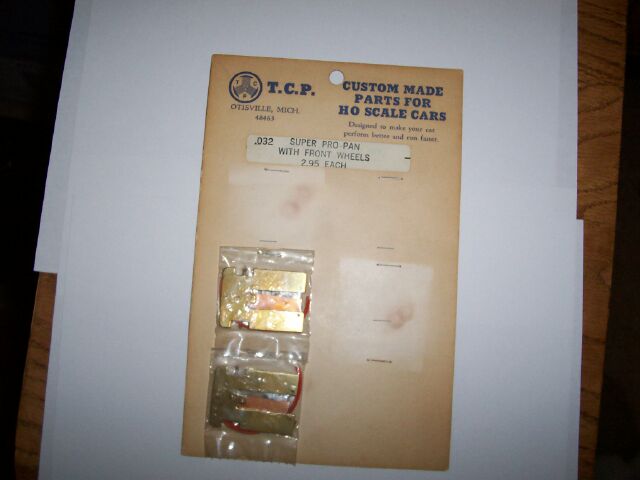 T C P
T.C.P.
OTISVILLE, MICH.
48463
CUSTOM MADE
PARTS FOR
HO SCALE CARS
Designed to make your car
perform better and run faster.
.032 SUPER PRO PAN
WITH FRONT WHEELS
2.95 EACH